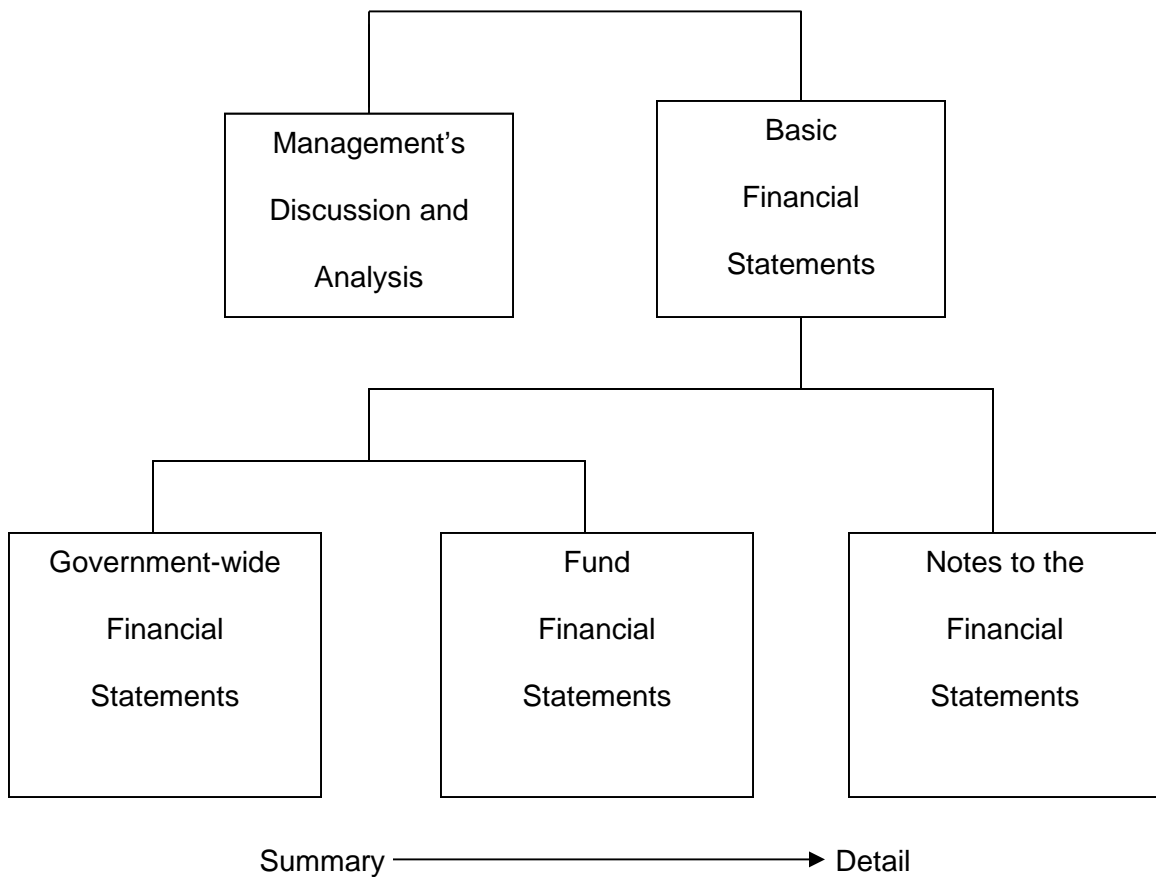 Management’s
Discussion and
Analysis
Basic
Financial
Statements
Government-wide
Financial
Statements
Fund
Financial
Statements
Notes to the
Financial
Statements
Summary
Detail